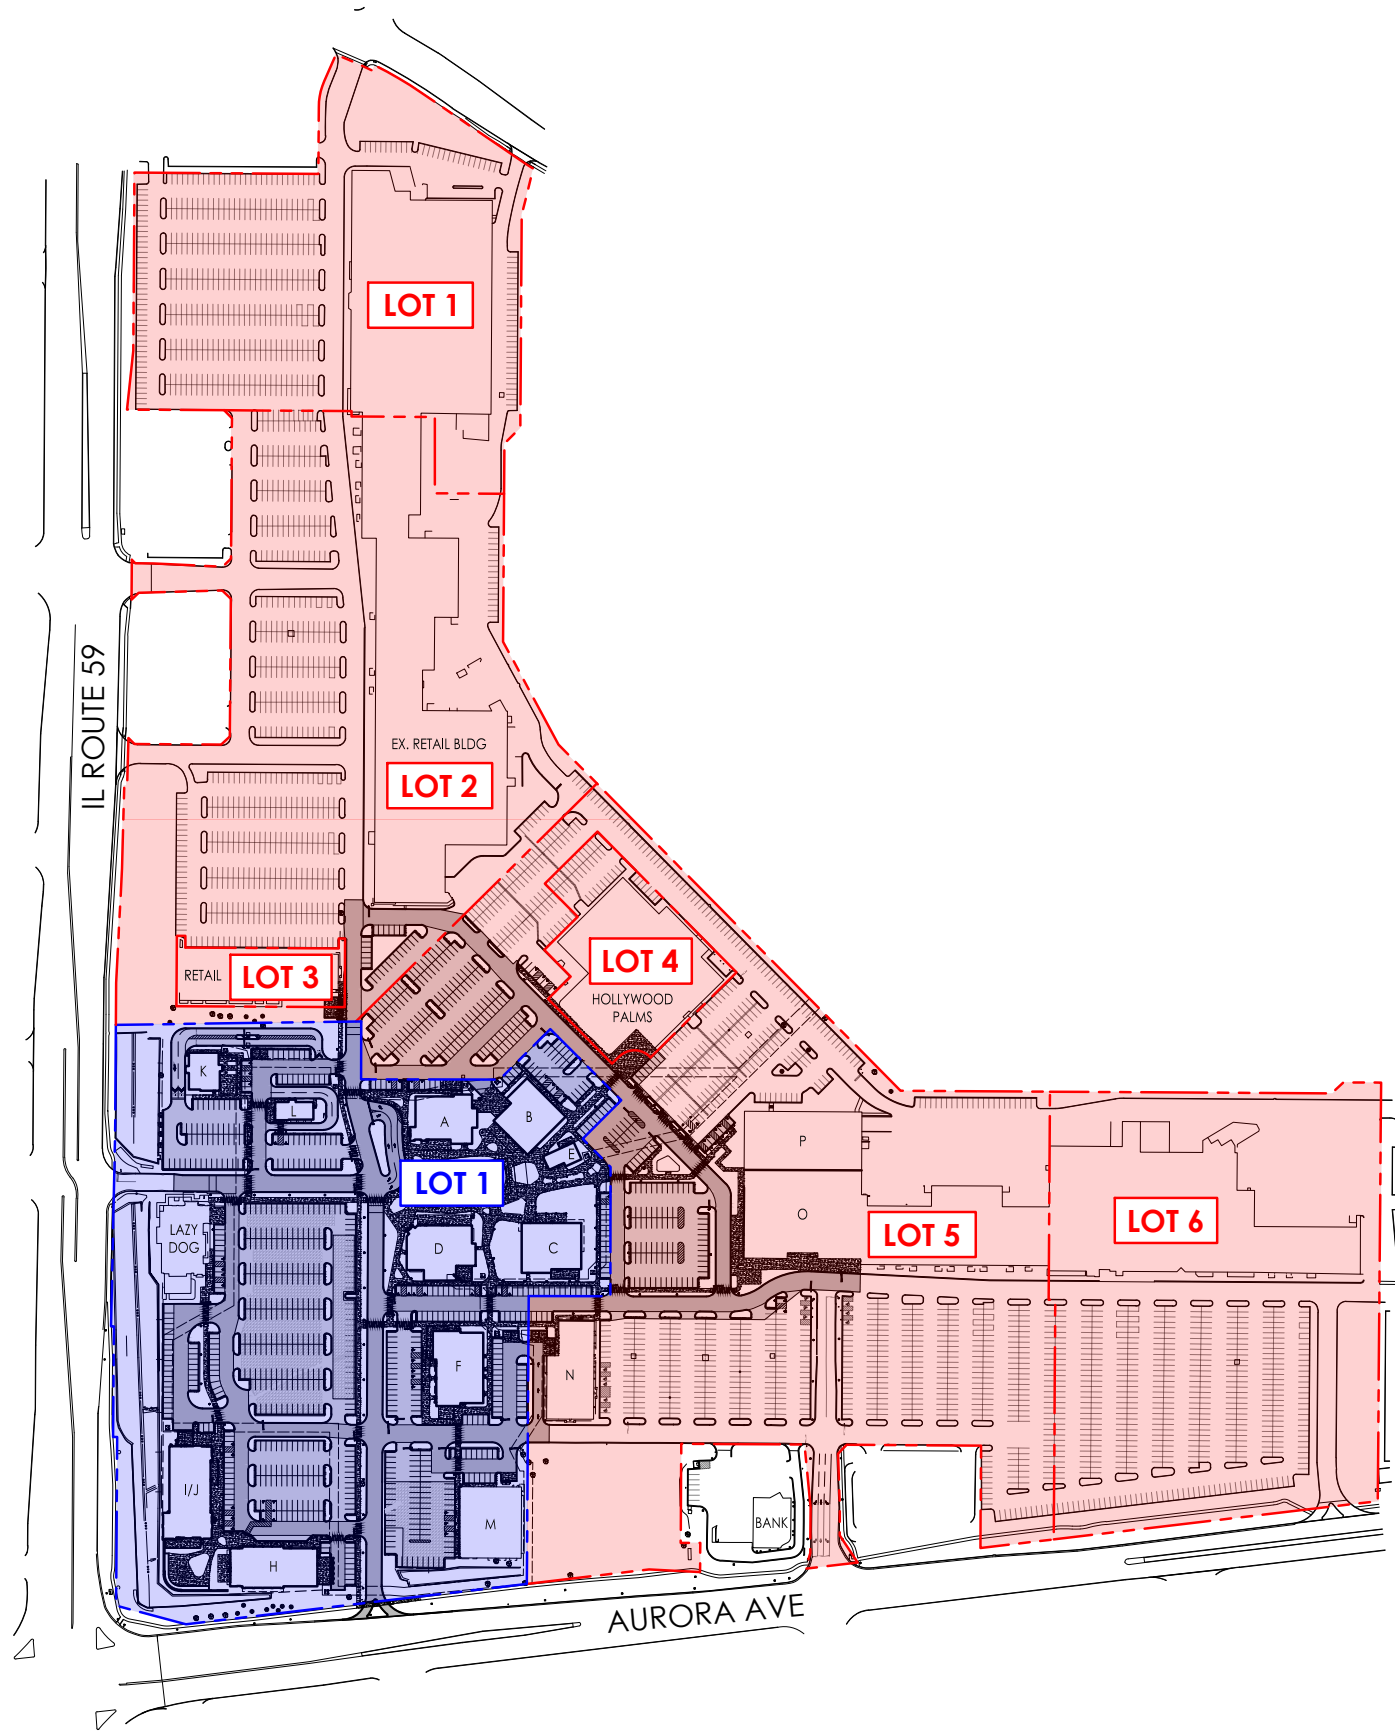 LOT 1
IL ROUTE 59
EX. RETAIL BLDG
LOT 2
RETAIL
LOT 3
LOT 4
HOLLYWOOD
PALMS
K
L
A
B
E
P
LOT 1
LAZY
DOG
D
C
O
LOT 5
LOT 6
F
N
I/J
M
BANK
H
AURORA AVE